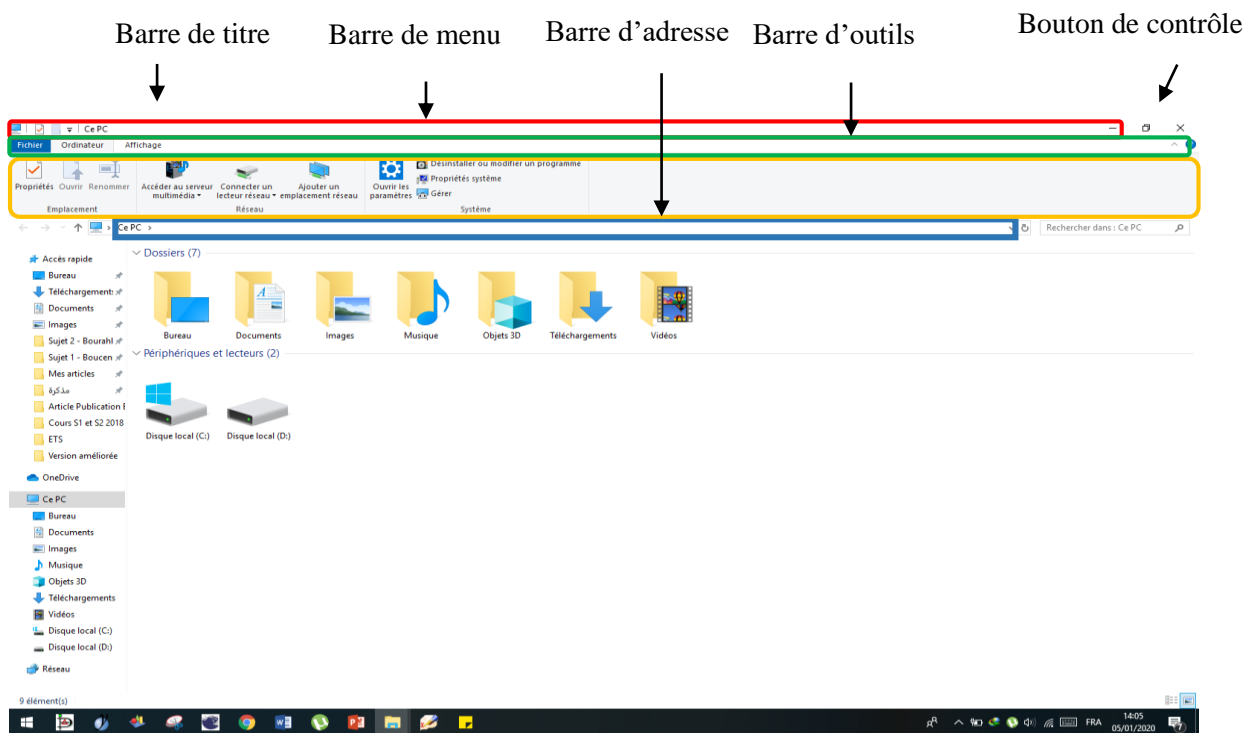 Barre de titre
Barre de menu
Barre d’adresse
Barre d’outils
Bouton de contrôle
Ce PC
Fichier Ordinateur Affichage
Propriétés Ouvrir Renommer
Accéder au serveur multimédia
Connecter un lecteur réseau
Ajouter un emplacement réseau
Ouvrir les paramètres
Désinstaller ou modifier un programme
Propriétés système
Gérer
Emplacement
Réseau
Système
Ce PC
Rechercher dans : Ce PC
Accès rapide
Bureau
Téléchargement
Documents
Images
Sujet 2 - Bourahl
Sujet 1 - Boucen
Mes articles
مذكرة
Article Publication E
Cours S1 et S2 2018
ETS
Version améliorée
OneDrive
Ce PC
Bureau
Documents
Images
Musique
Objets 3D
Téléchargements
Vidéos
Disque local (C:)
Disque local (D:)
Réseau
Dossiers (7)
Bureau
Documents
Images
Musique
Objets 3D
Téléchargements
Vidéos
Périphériques et lecteurs (2)
Disque local (C:)
Disque local (D:)
9 élément(s)
FRA
14:05
05/01/2020